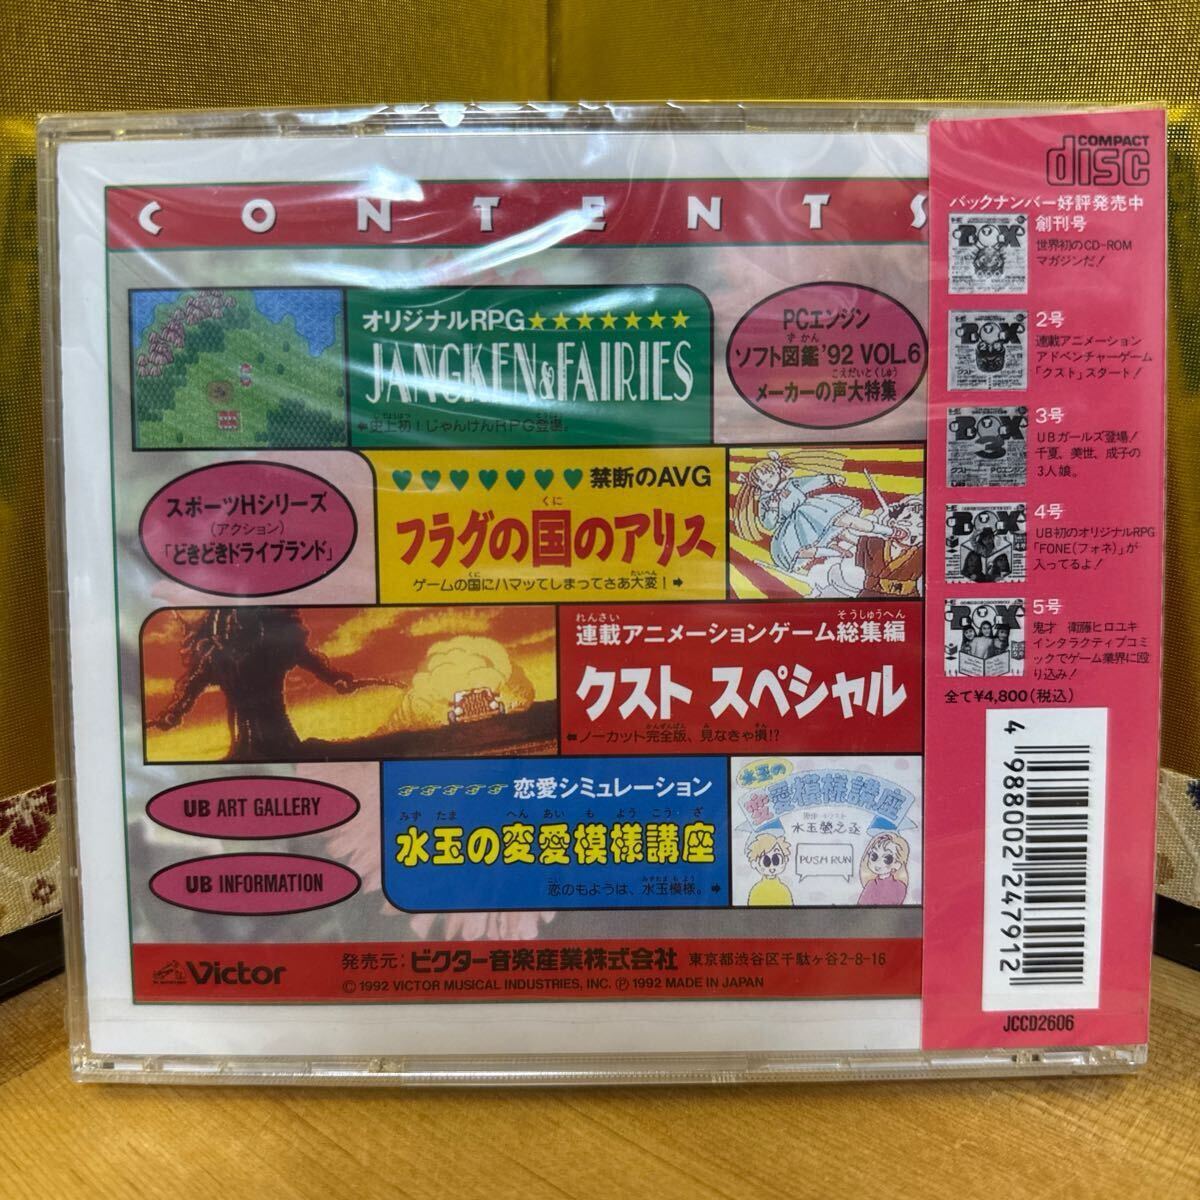 CONTENTS
オリジナルRPG★★★★★★★
JANGKEN&FAIRIES
←史上初！じゃんけんRPG登場。
PCエンジン
ソフト図鑑'92 VOL.6
メーカーの声大特集
スポーツHシリーズ
(アクション)
「どきどきドライブランド」
♥♥♥♥♥♥♥禁断のAVG
フラグの国のアリス
ゲームの国にハマッてしまってさあ大変！➡
連載アニメーションゲーム総集編
クスト スペシャル
⬅ノーカット完全版、見なきゃ損!?
UB ART GALLERY
UB INFORMATION
恋愛シミュレーション
水玉の変愛模様講座
恋のもようは、水玉模様。➡
水玉の
変愛模様講座
水玉螢之丞
PUSH RUN
Victor
発売元：ビクター音楽産業株式会社 東京都渋谷区千駄ヶ谷2-8-16
Ⓒ1992 VICTOR MUSICAL INDUSTRIES, INC. Ⓟ1992 MADE IN JAPAN
COMPACT
disc
バックナンバー好評発売中
創刊号
世界初のCD-ROM
マガジンだ！
2号
連載アニメーション
アドベンチャーゲーム
「クスト」スタート！
3号
UBガールズ登場！
千夏、美世、成子の
3人娘。
4号
UB初のオリジナルRPG
「FONE(フォネ)」が
入ってるよ！
5号
鬼才 衛藤ヒロユキ
インタラクティブコミ
ックでゲーム業界に殴
り込み！
全て¥4,800(税込)
4 988002 247912
JCCD2606